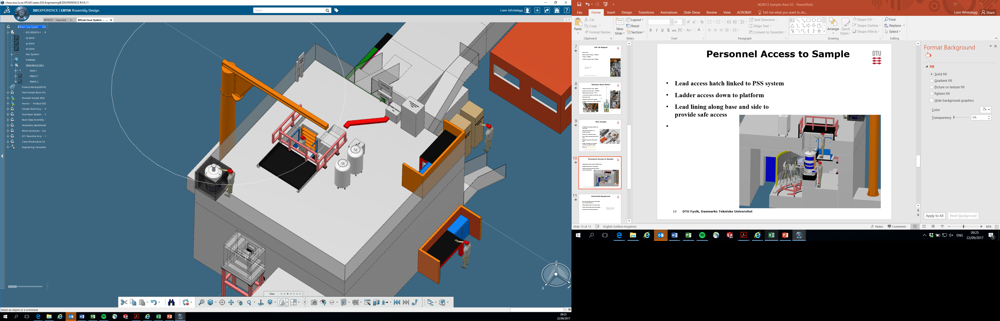 chess.esss.lu.se.VPLMCreator.ESS.Engineering@3DEXPERIENCE R418.11
3DEXPERIENCE | CATIA Assembly Design
Search
Liam Whitelegg
BIFROST - Expanded - E...
Bifrost Cave System - ...
Bifrost Cave System - ESS
- ESS-0093974.1 - R
xy plane
yz plane
zx plane
Axis Systems
PartBody
Geometrical Set.1
Point.1
Sketch.1
Sketch.2
Post-Sample Beam Ass
Example Sample Stick
Human - Product1052
Sample Stack Assy - P
Final Beam Section - F
Beam Stop Assembly -
Secondary Spectromet
Bifrost Ancillaries - Cav
EO1 Beamline Assy - F
Cave Infrastructure V2
Engineering Connection
POWER SUPPLY
Z
X
View
Select an object or a command
09:25
22/09/2017
IKON13 Sample Area V2 - PowerPoint
File
Home
Insert
Design
Transitions
Animations
Slide Show
Review
View
ACROBAT
Tell me what you want to do...
Liam Whitelegg
Share
Paste
Cut
Copy
Format Painter
Clipboard
New
Slide
Layout
Reset
Section
Slides
20
Font
Text Direction
Align Text
Convert to SmartArt
Paragraph
Arrange
Quick
Styles
Shape Fill
Shape Outline
Shape Effects
Drawing
Find
Replace
Select
Editing
7
VM-1B Magnet
8
"Dilution Stick Effect"
9
New Design
10
Personnel Access to Sample
11
Activated Equipment
Personnel Access to Sample
DTU
• Lead access hatch linked to PSS system
• Ladder access down to platform
• Lead lining along base and side to
provide safe access
•
10 DTU Fysik, Danmarks Tekniske Universitet
Format Background
Fill
Solid fill
Gradient fill
Picture or texture fill
Pattern fill
Hide background graphics
Color
Transparency
0%
Apply to All
Reset Background
Slide 10 of 13
English (United Kingdom)
Notes
Comments
88%
ENG
09:25
22/09/2017